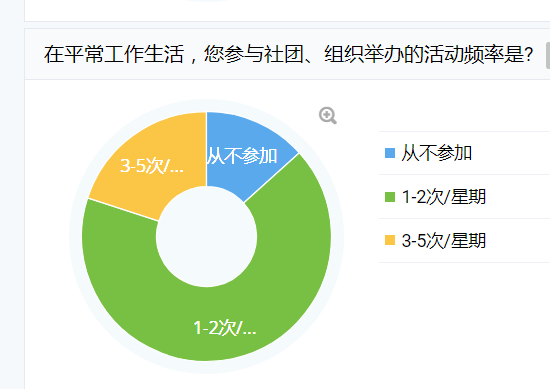 在平常工作生活，您参与社团、组织举办的活动频率是?
从不参加
3-5次/...
1-2次/...
从不参加
1-2次/星期
3-5次/星期